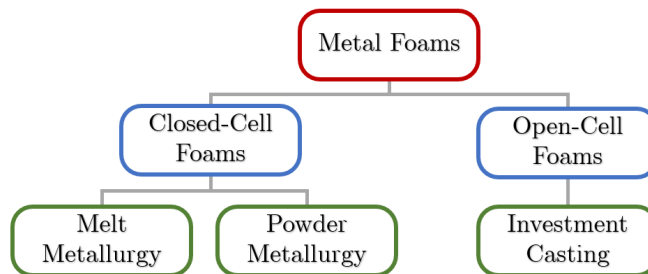 Metal Foams
Closed-Cell
Foams
Open-Cell
Foams
Melt
Metallurgy
Powder
Metallurgy
Investment
Casting